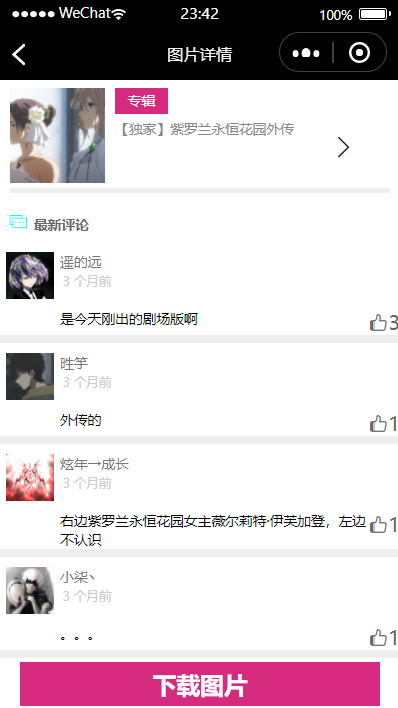 WeChat 23:42 100%
图片详情
专辑
【独家】紫罗兰永恒花园外传
最新评论
遥的远
3 个月前
是今天刚出的剧场版啊
3
3 个月前
外传的
1
炫年→成长
3 个月前
右边紫罗兰永恒花园女主薇尔莉特·伊芙加登，左边
不认识
1
小柒丶
3 个月前
。。。
1
下载图片